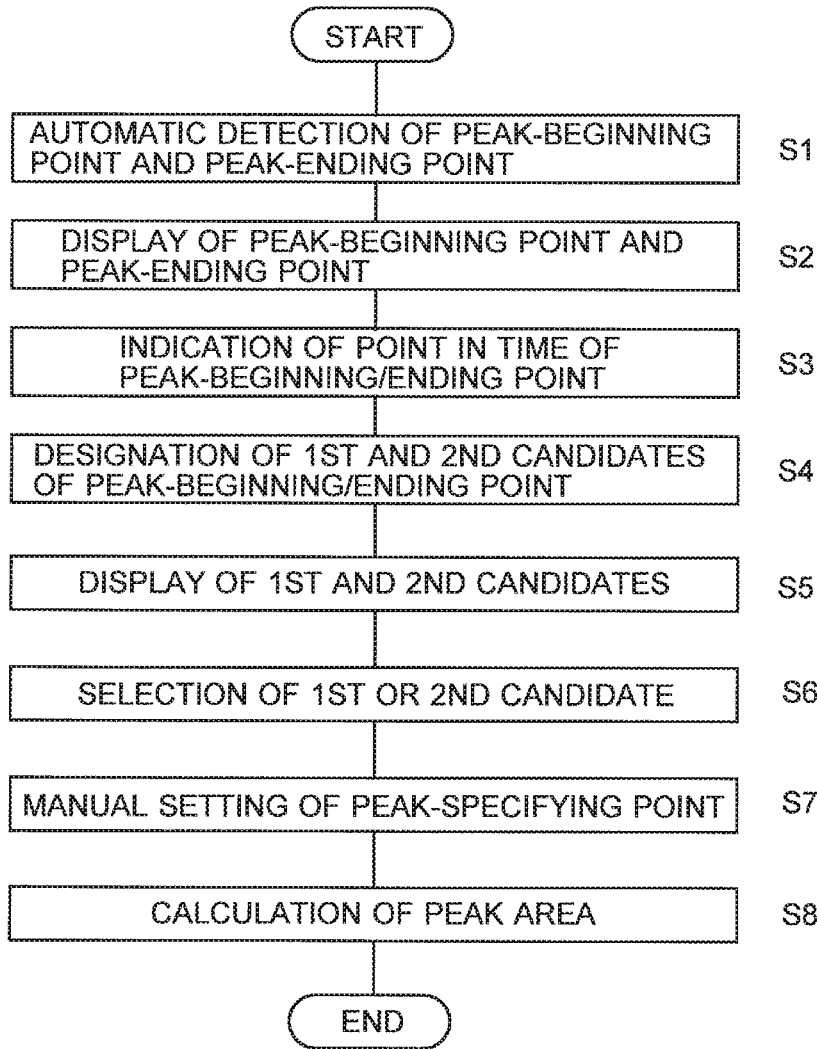 START
AUTOMATIC DETECTION OF PEAK-BEGINNING
POINT AND PEAK-ENDING POINT
S1
DISPLAY OF PEAK-BEGINNING POINT AND
PEAK-ENDING POINT
S2
INDICATION OF POINT IN TIME OF
PEAK-BEGINNING/ENDING POINT
S3
DESIGNATION OF 1ST AND 2ND CANDIDATES
OF PEAK-BEGINNING/ENDING POINT
S4
DISPLAY OF 1ST AND 2ND CANDIDATES
S5
SELECTION OF 1ST OR 2ND CANDIDATE
S6
MANUAL SETTING OF PEAK-SPECIFYING POINT
S7
CALCULATION OF PEAK AREA
S8
END